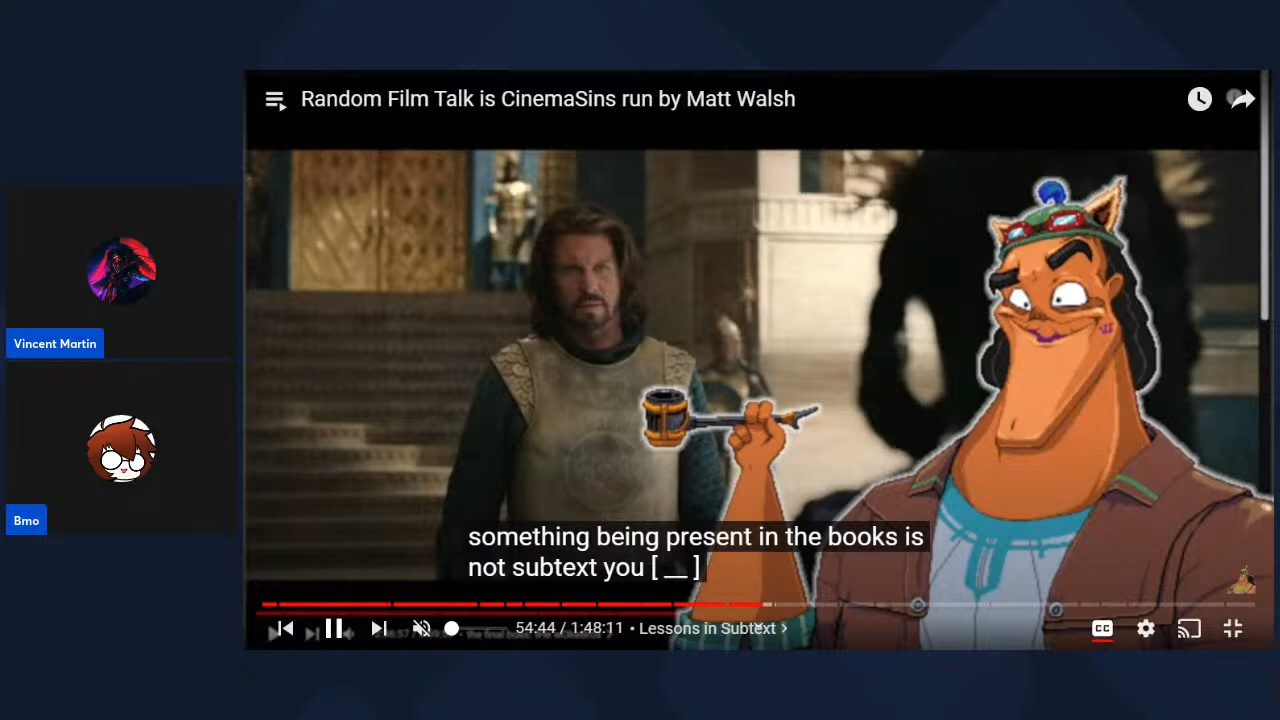 Random Film Talk is CinemaSins run by Matt Walsh
Vincent Martin
Bmo
something being present in the books is
not subtext you [ __ ]
54:44 / 1:48:11 • Lessons in Subtext
CC